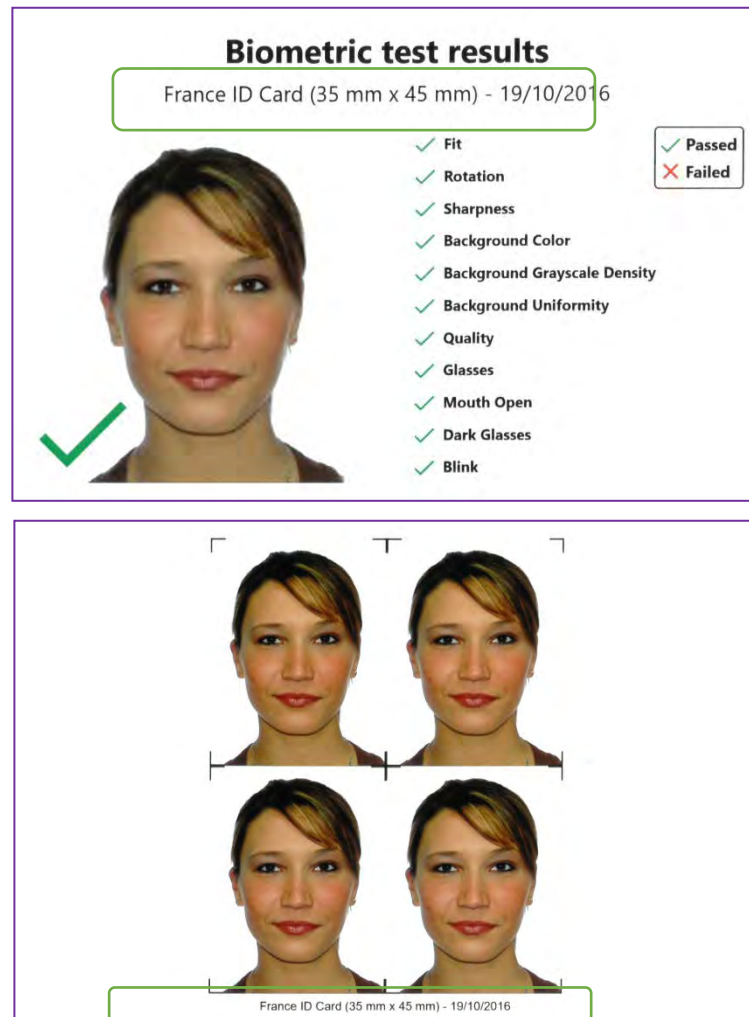 Biometric test results
France ID Card (35 mm x 45 mm) - 19/10/2016
Fit
Rotation
Sharpness
Background Color
Background Grayscale Density
Background Uniformity
Quality
Glasses
Mouth Open
Dark Glasses
Blink
Passed
Failed
France ID Card (35 mm x 45 mm) - 19/10/2016